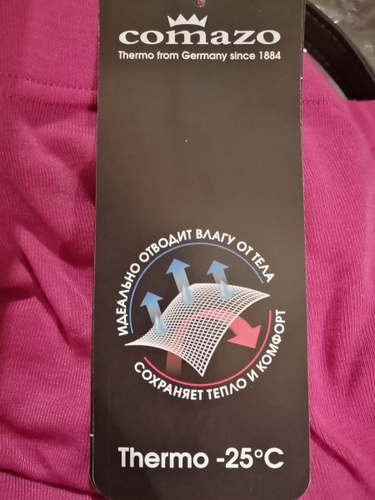 comazo
Thermo from Germany since 1884
ИДЕАЛЬНО ОТВОДИТ ВЛАГУ ОТ ТЕЛА
СОХРАНЯЕТ ТЕПЛО И КОМФОРТ
Thermo -25°C